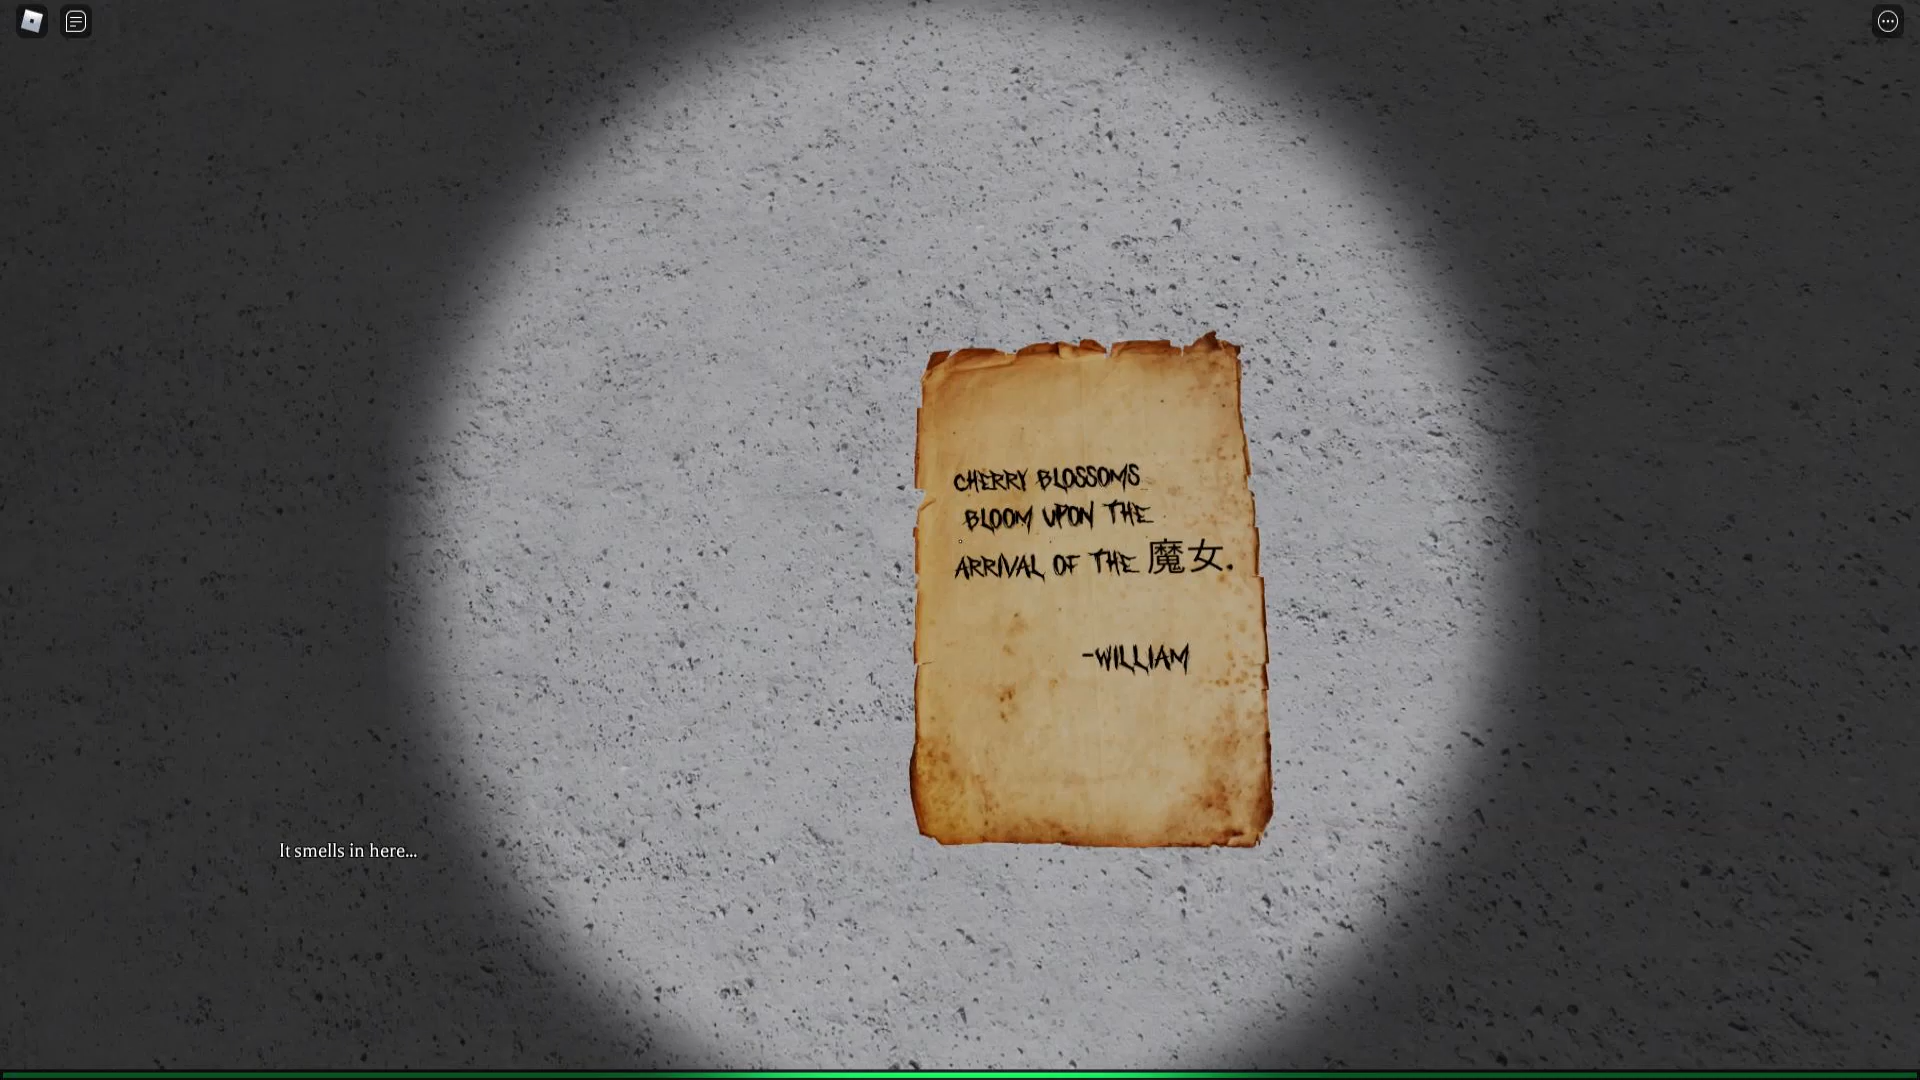 CHERRY BLOSSOMS
BLOOM UPON THE
ARRIVAL OF THE 魔女.
-WILLIAM
It smells in here...